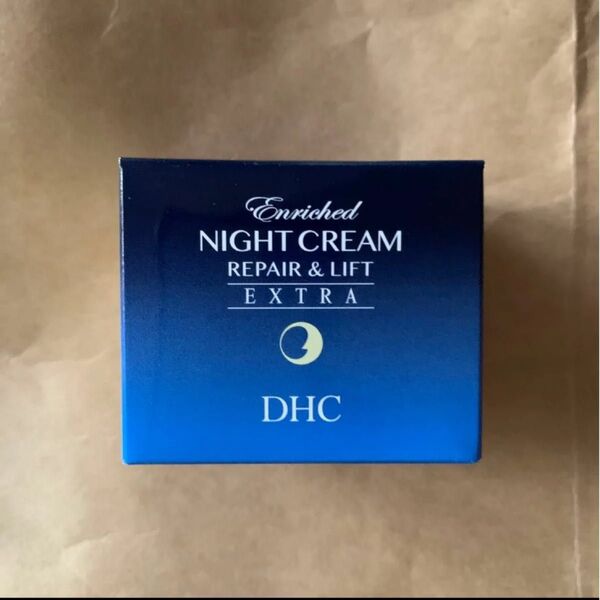 Enriched
NIGHT CREAM
REPAIR & LIFT
EXTRA
DHC